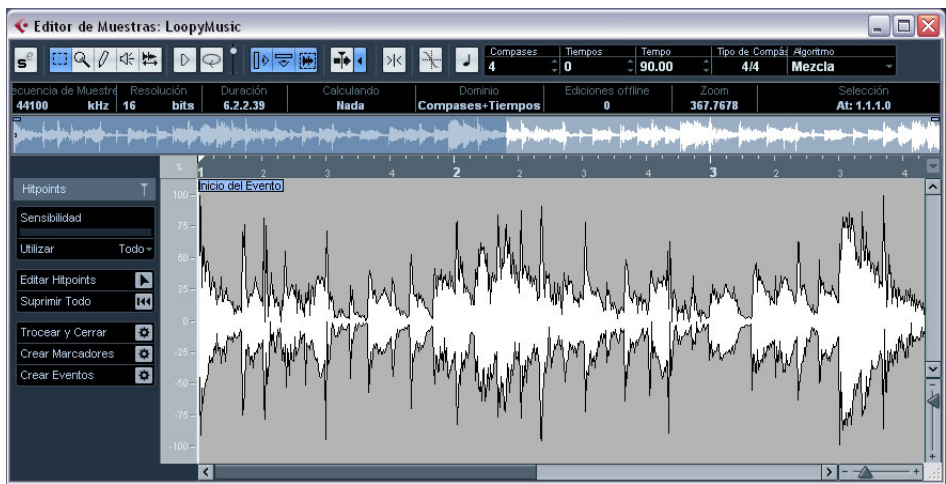 Editor de Muestras: LoopyMusic
Compases Tiempos Tempo Tipo de Compás Algoritmo
4 0 90.00 4/4 Mezcla
ecuencia de Muestre Resolución Duración Calculando Dominio Ediciones offline Zoom Selección
44100 kHz 16 bits 6.2.2.39 Nada Compases+Tiempos 0 367.7678 At: 1.1.1.0
% 1 2 3 4 2 2 3 4 3 2 3 4
Inicio del Evento
Hitpoints
Sensibilidad
Utilizar Todo
Editar Hitpoints
Suprimir Todo
Trocear y Cerrar
Crear Marcadores
Crear Eventos
100
75
50
25
0
-25
-50
-75
-100